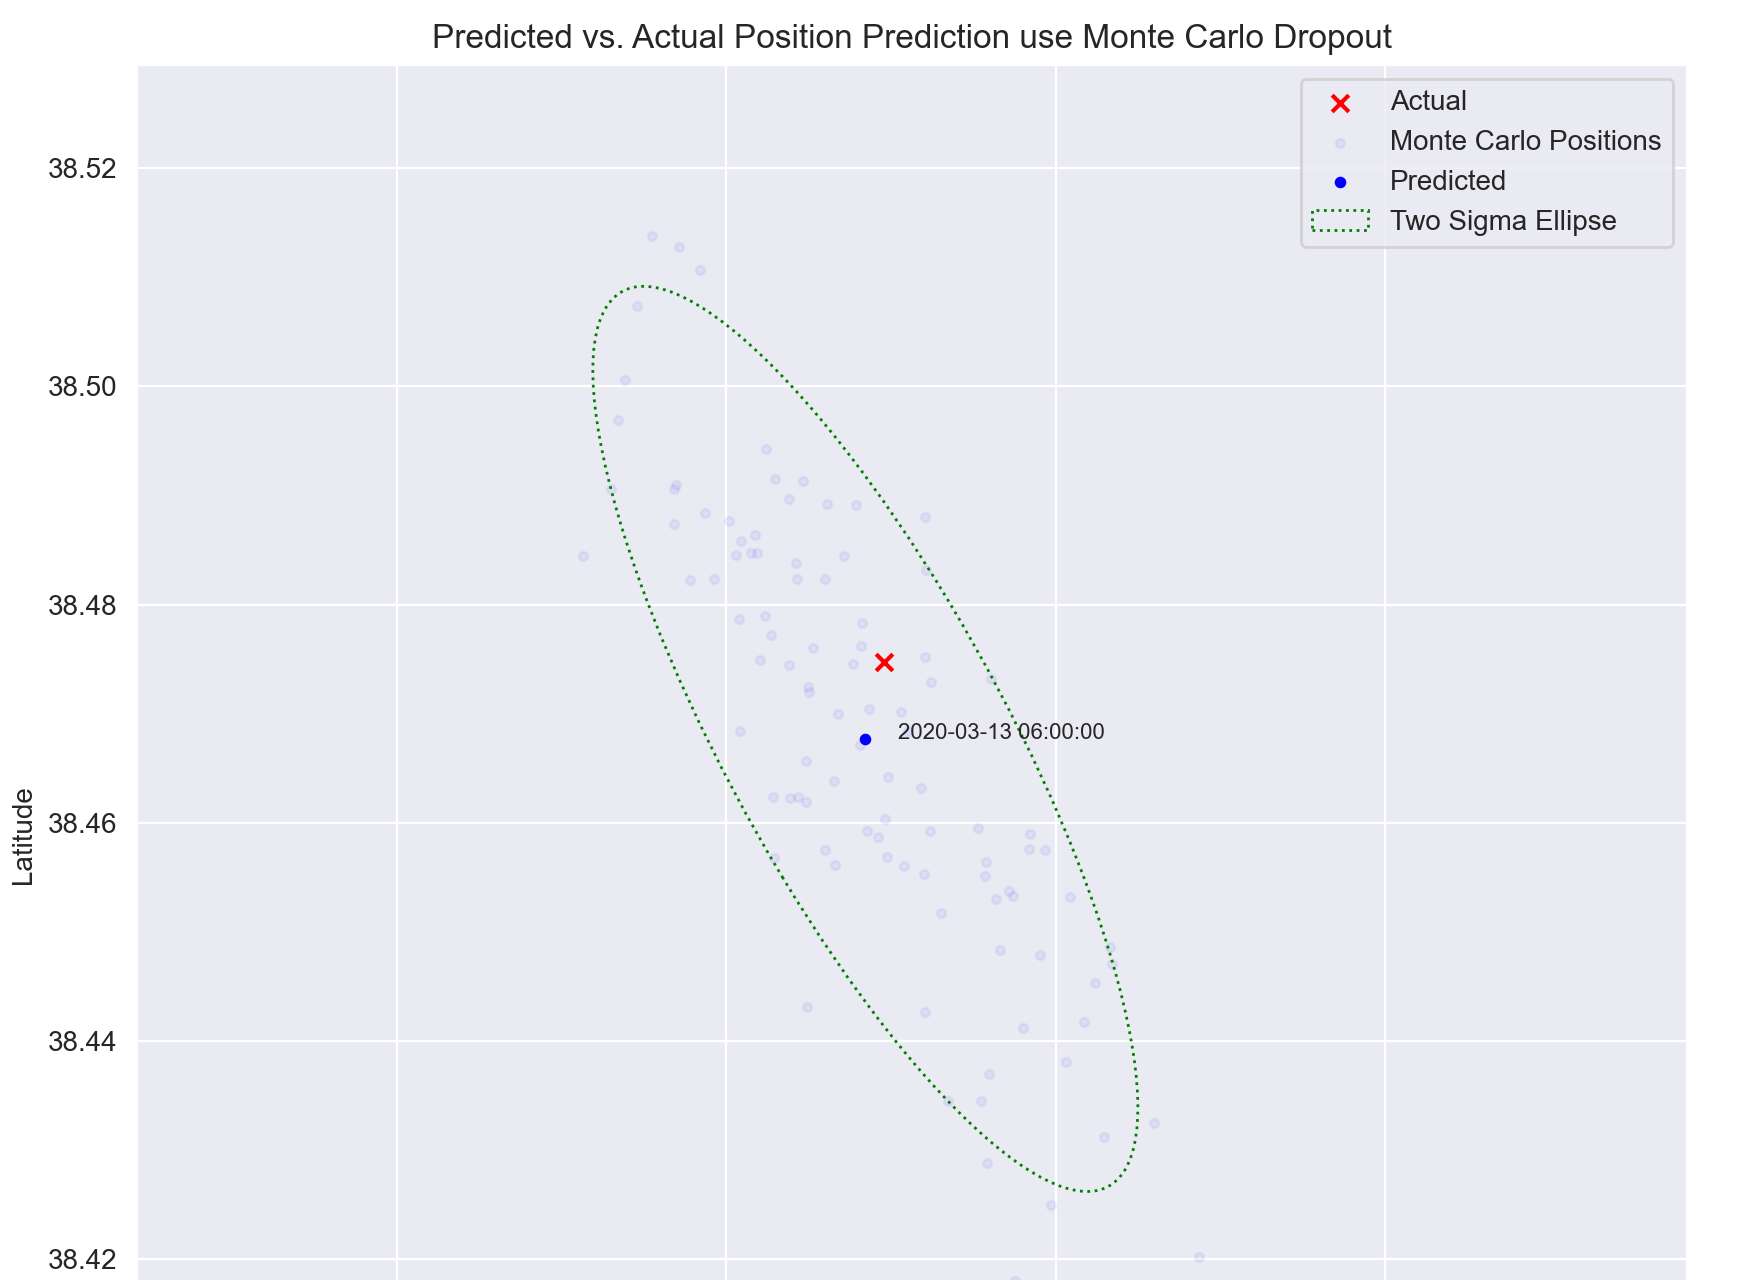 Predicted vs. Actual Position Prediction use Monte Carlo Dropout
Actual
Monte Carlo Positions
Predicted
Two Sigma Ellipse
38.52
38.50
38.48
38.46
38.44
38.42
Latitude
2020-03-13 06:00:00